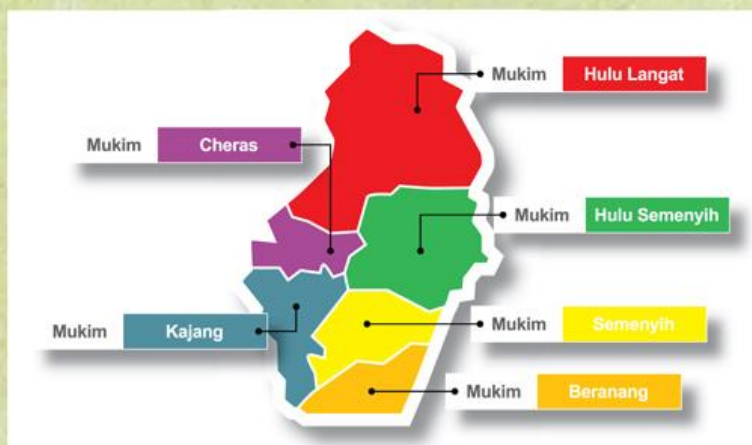 Mukim Hulu Langat
Mukim Cheras
Mukim Hulu Semenyih
Mukim Kajang
Mukim Semenyih
Mukim Beranang